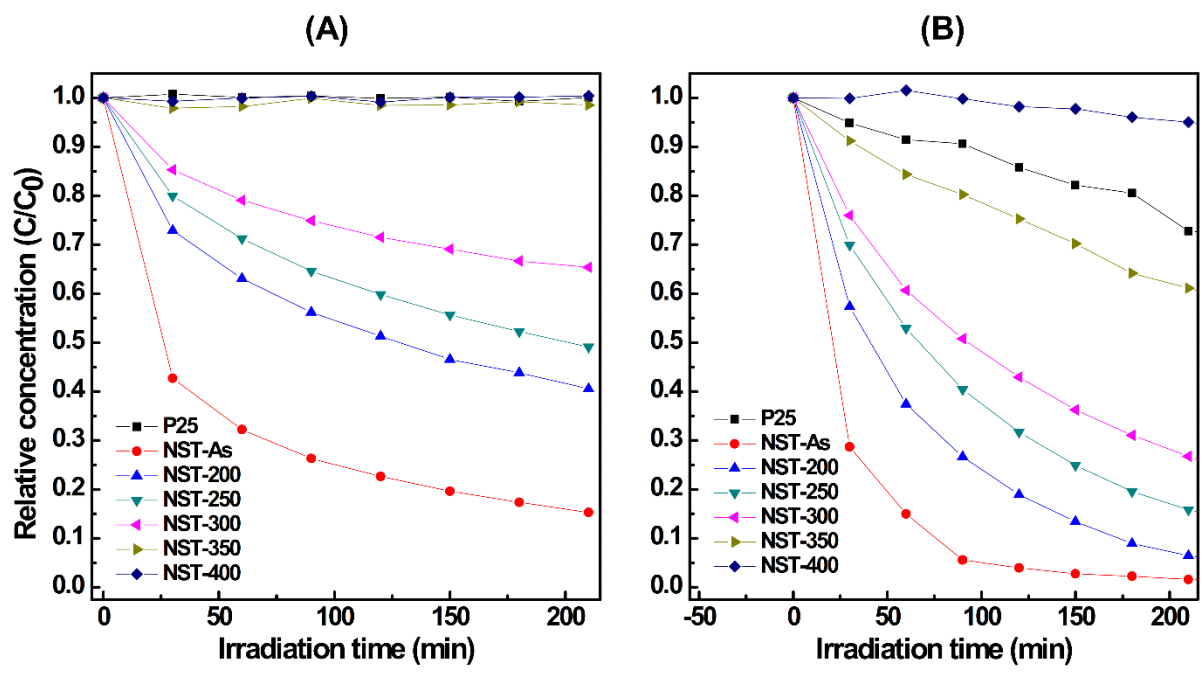 (A)
Relative concentration (C/C0)
1.0
0.9
0.8
0.7
0.6
0.5
0.4
0.3
0.2
0.1
0.0
P25
NST-As
NST-200
NST-250
NST-300
NST-350
NST-400
0
50
100
150
200
Irradiation time (min)
(B)
1.0
0.9
0.8
0.7
0.6
0.5
0.4
0.3
0.2
0.1
0.0
P25
NST-As
NST-200
NST-250
NST-300
NST-350
NST-400
-50
0
50
100
150
200
Irradiation time (min)